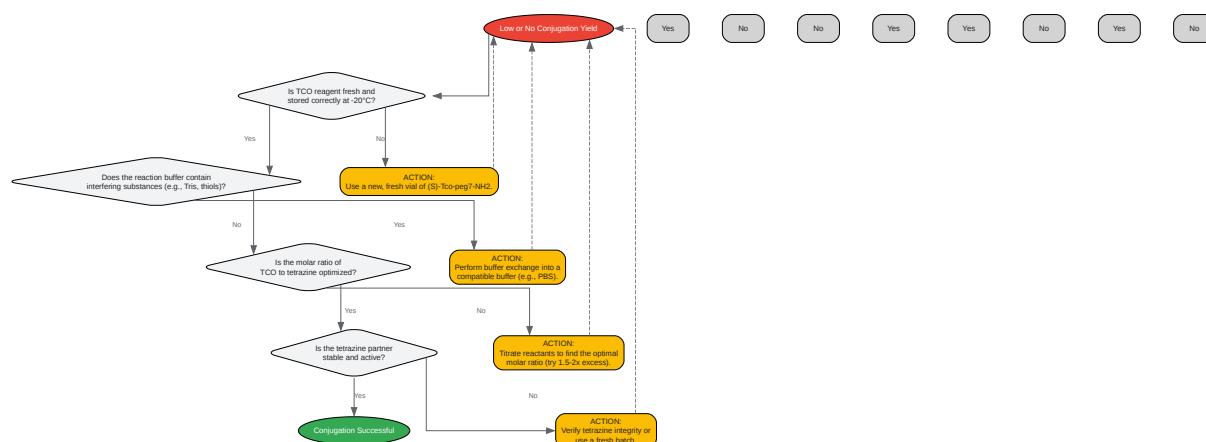 Low or No Conjugation Yield
Yes
No
No
Yes
Yes
No
Yes
No
Is TCO reagent fresh and
stored correctly at -20°C?
Yes
No
Does the reaction buffer contain
interfering substances (e.g., Tris, thiols)?
ACTION:
Use a new, fresh vial of (S)-Tco-peg7-NH2.
No
Yes
Is the molar ratio of
TCO to tetrazine optimized?
ACTION:
Perform buffer exchange into a
compatible buffer (e.g., PBS).
Yes
No
Is the tetrazine partner
stable and active?
ACTION:
Titrate reactants to find the optimal
molar ratio (try 1.5-2x excess).
Yes
No
Conjugation Successful
ACTION:
Verify tetrazine integrity or
use a fresh batch.